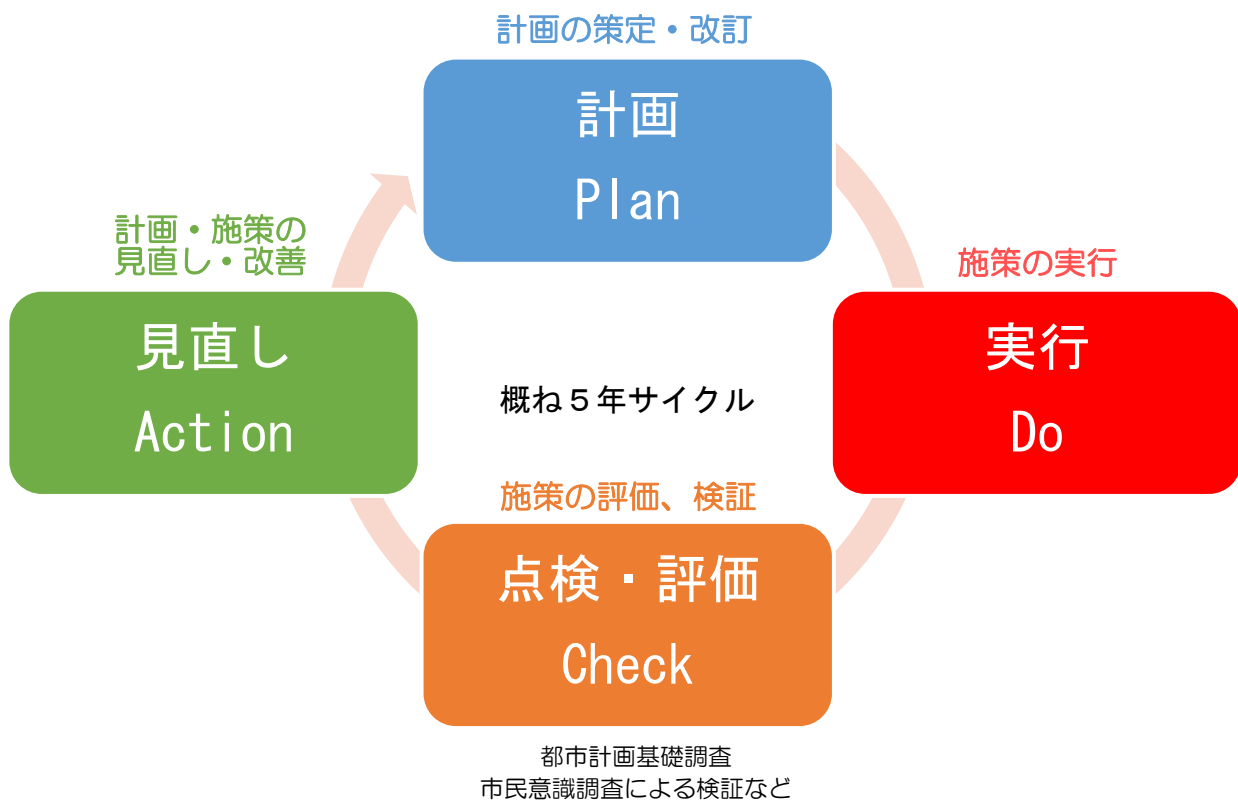 計画の策定・改訂
計画
Plan
施策の実行
実行
Do
計画・施策の
見直し・改善
見直し
Action
概ね５年サイクル
施策の評価、検証
点検・評価
Check
都市計画基礎調査
市民意識調査による検証など